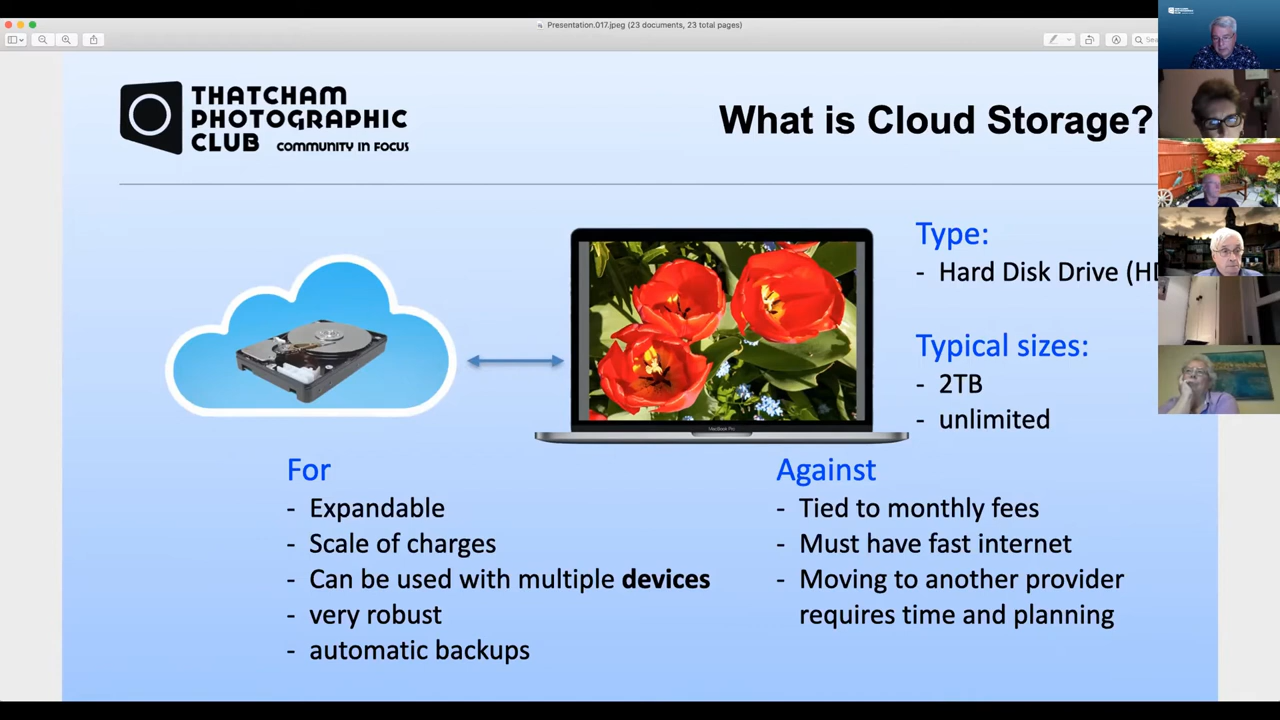 Presentation.017.jpeg (23 documents, 23 total pages)
THATCHAM
PHOTOGRAPHIC
CLUB COMMUNITY IN FOCUS
What is Cloud Storage?
Type:
- Hard Disk Drive (HD
Typical sizes:
- 2TB
- unlimited
MacBook Pro
For
- Expandable
- Scale of charges
- Can be used with multiple devices
- very robust
- automatic backups
Against
- Tied to monthly fees
- Must have fast internet
- Moving to another provider
requires time and planning